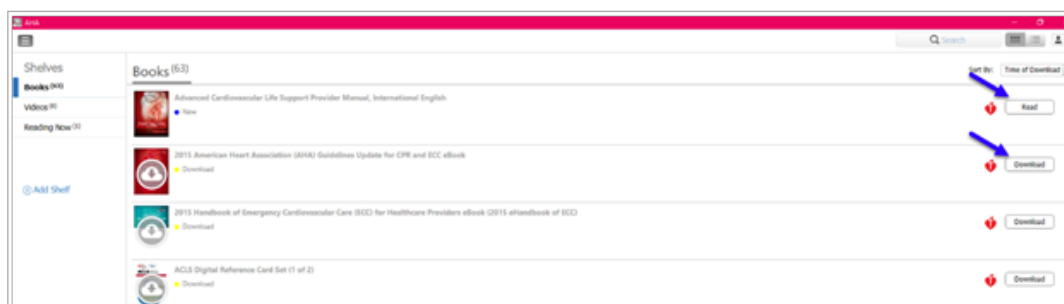 AHA
Search
Shelves
Books (63)
Videos
Reading Now
Add Shelf
Books (63)
Sort By: Time of Download
Advanced Cardiovascular Life Support Provider Manual, International English
New
Read
2015 American Heart Association (AHA) Guidelines Update for CPR and ECC eBook
Download
Download
2015 Handbook of Emergency Cardiovascular Care (ECC) for Healthcare Providers eBook (2015 eHandbook of ECC)
Download
Download
ACLS Digital Reference Card Set (1 of 2)
Download
Download